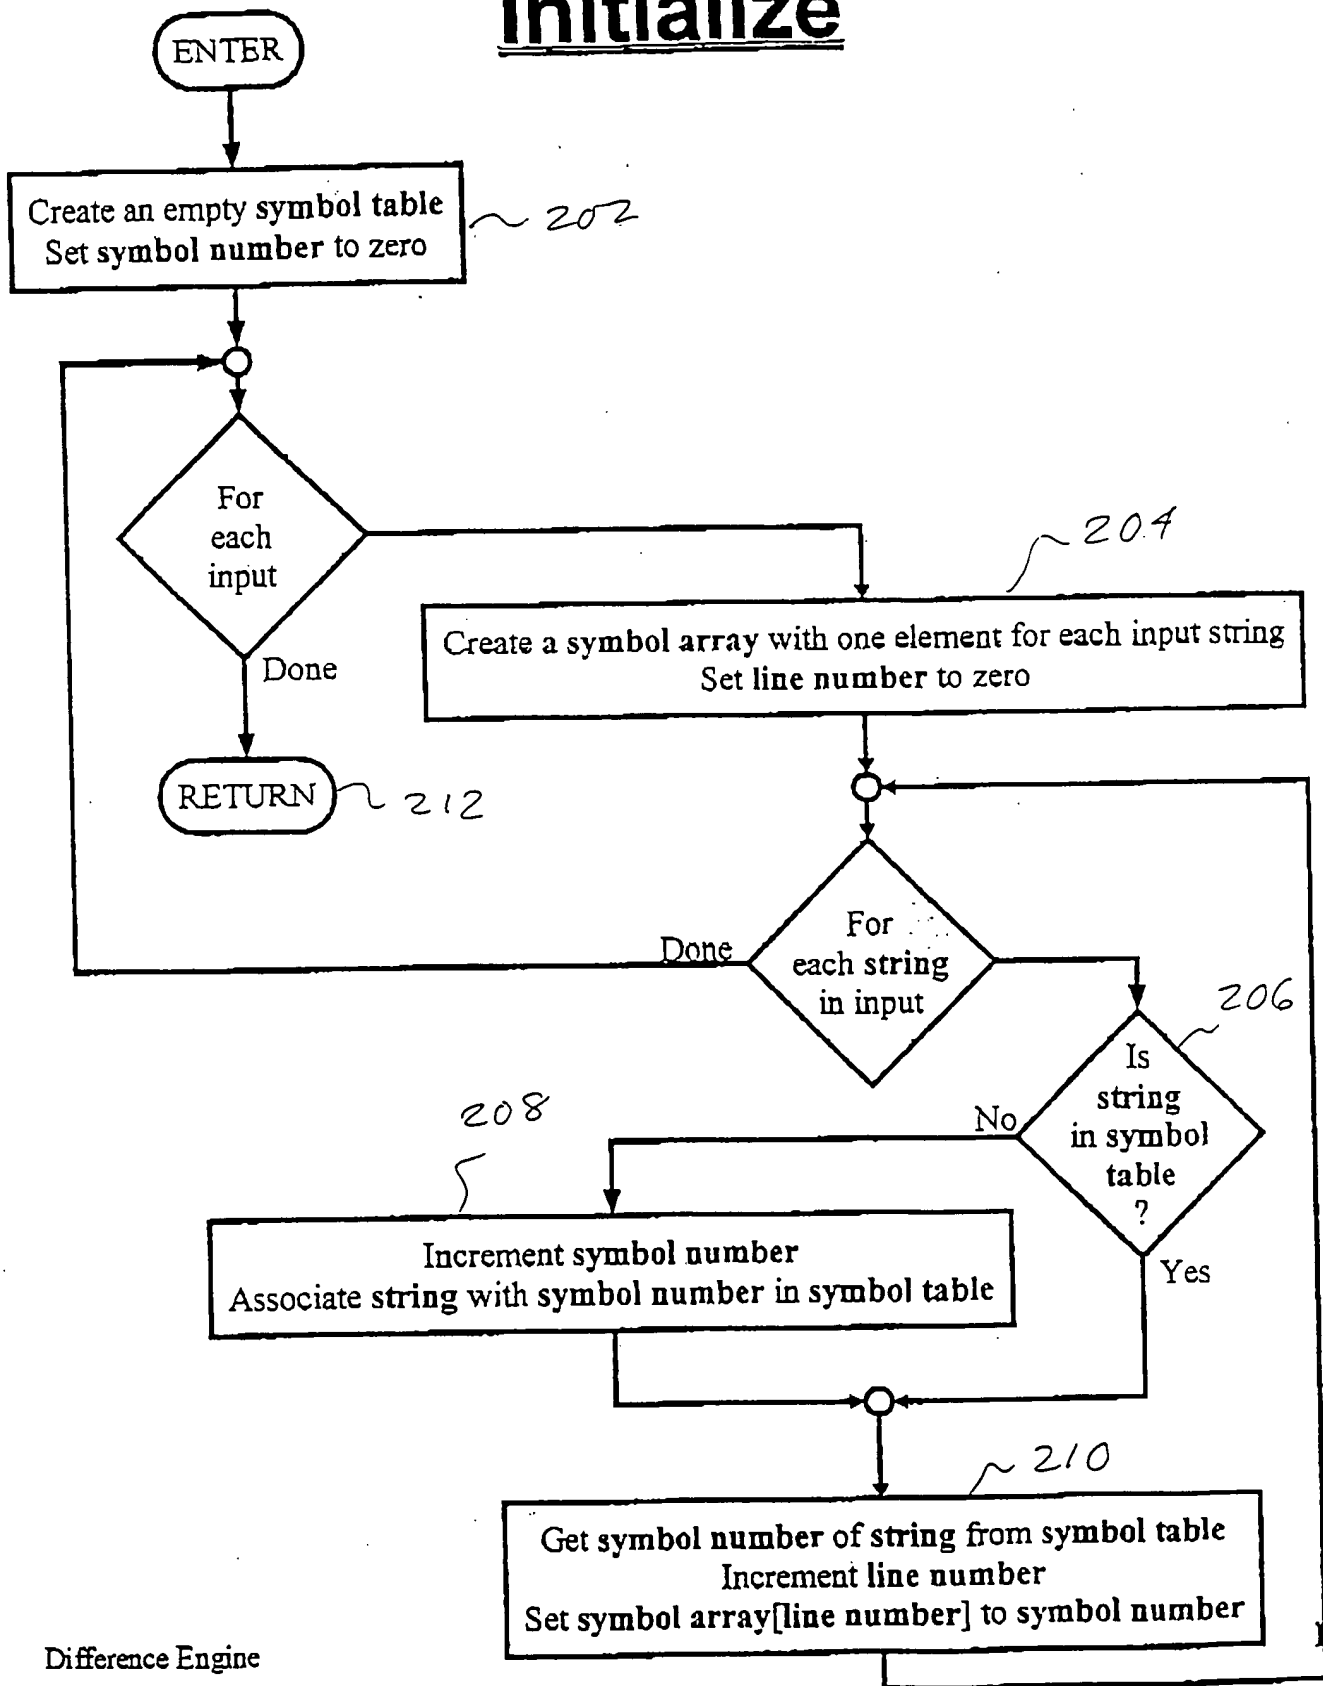 Initialize
ENTER
Create an empty symbol table
Set symbol number to zero
202
For
each
input
Done
RETURN
212
204
Create a symbol array with one element for each input string
Set line number to zero
For
each string
in input
Done
206
Is
string
in symbol
table
?
No
Yes
208
Increment symbol number
Associate string with symbol number in symbol table
210
Get symbol number of string from symbol table
Increment line number
Set symbol array[line number] to symbol number
Difference Engine